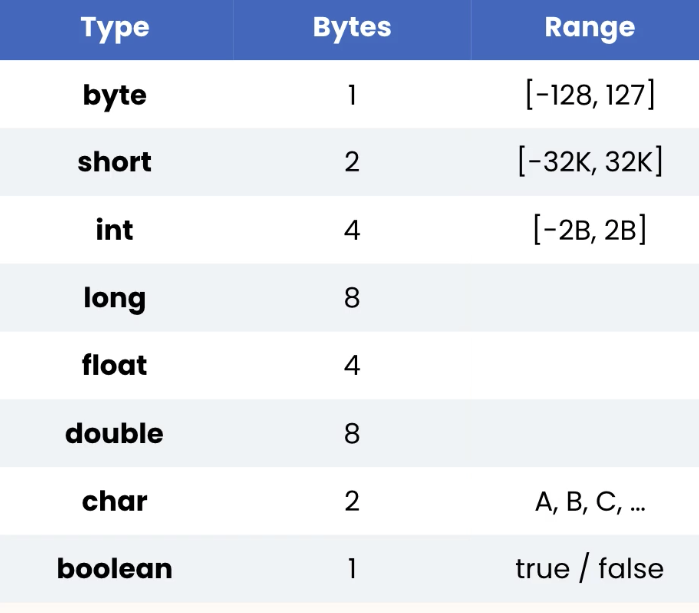 Type Bytes Range
byte 1 [-128, 127]
short 2 [-32K, 32K]
int 4 [-2B, 2B]
long 8
float 4
double 8
char 2 A, B, C, ...
boolean 1 true / false